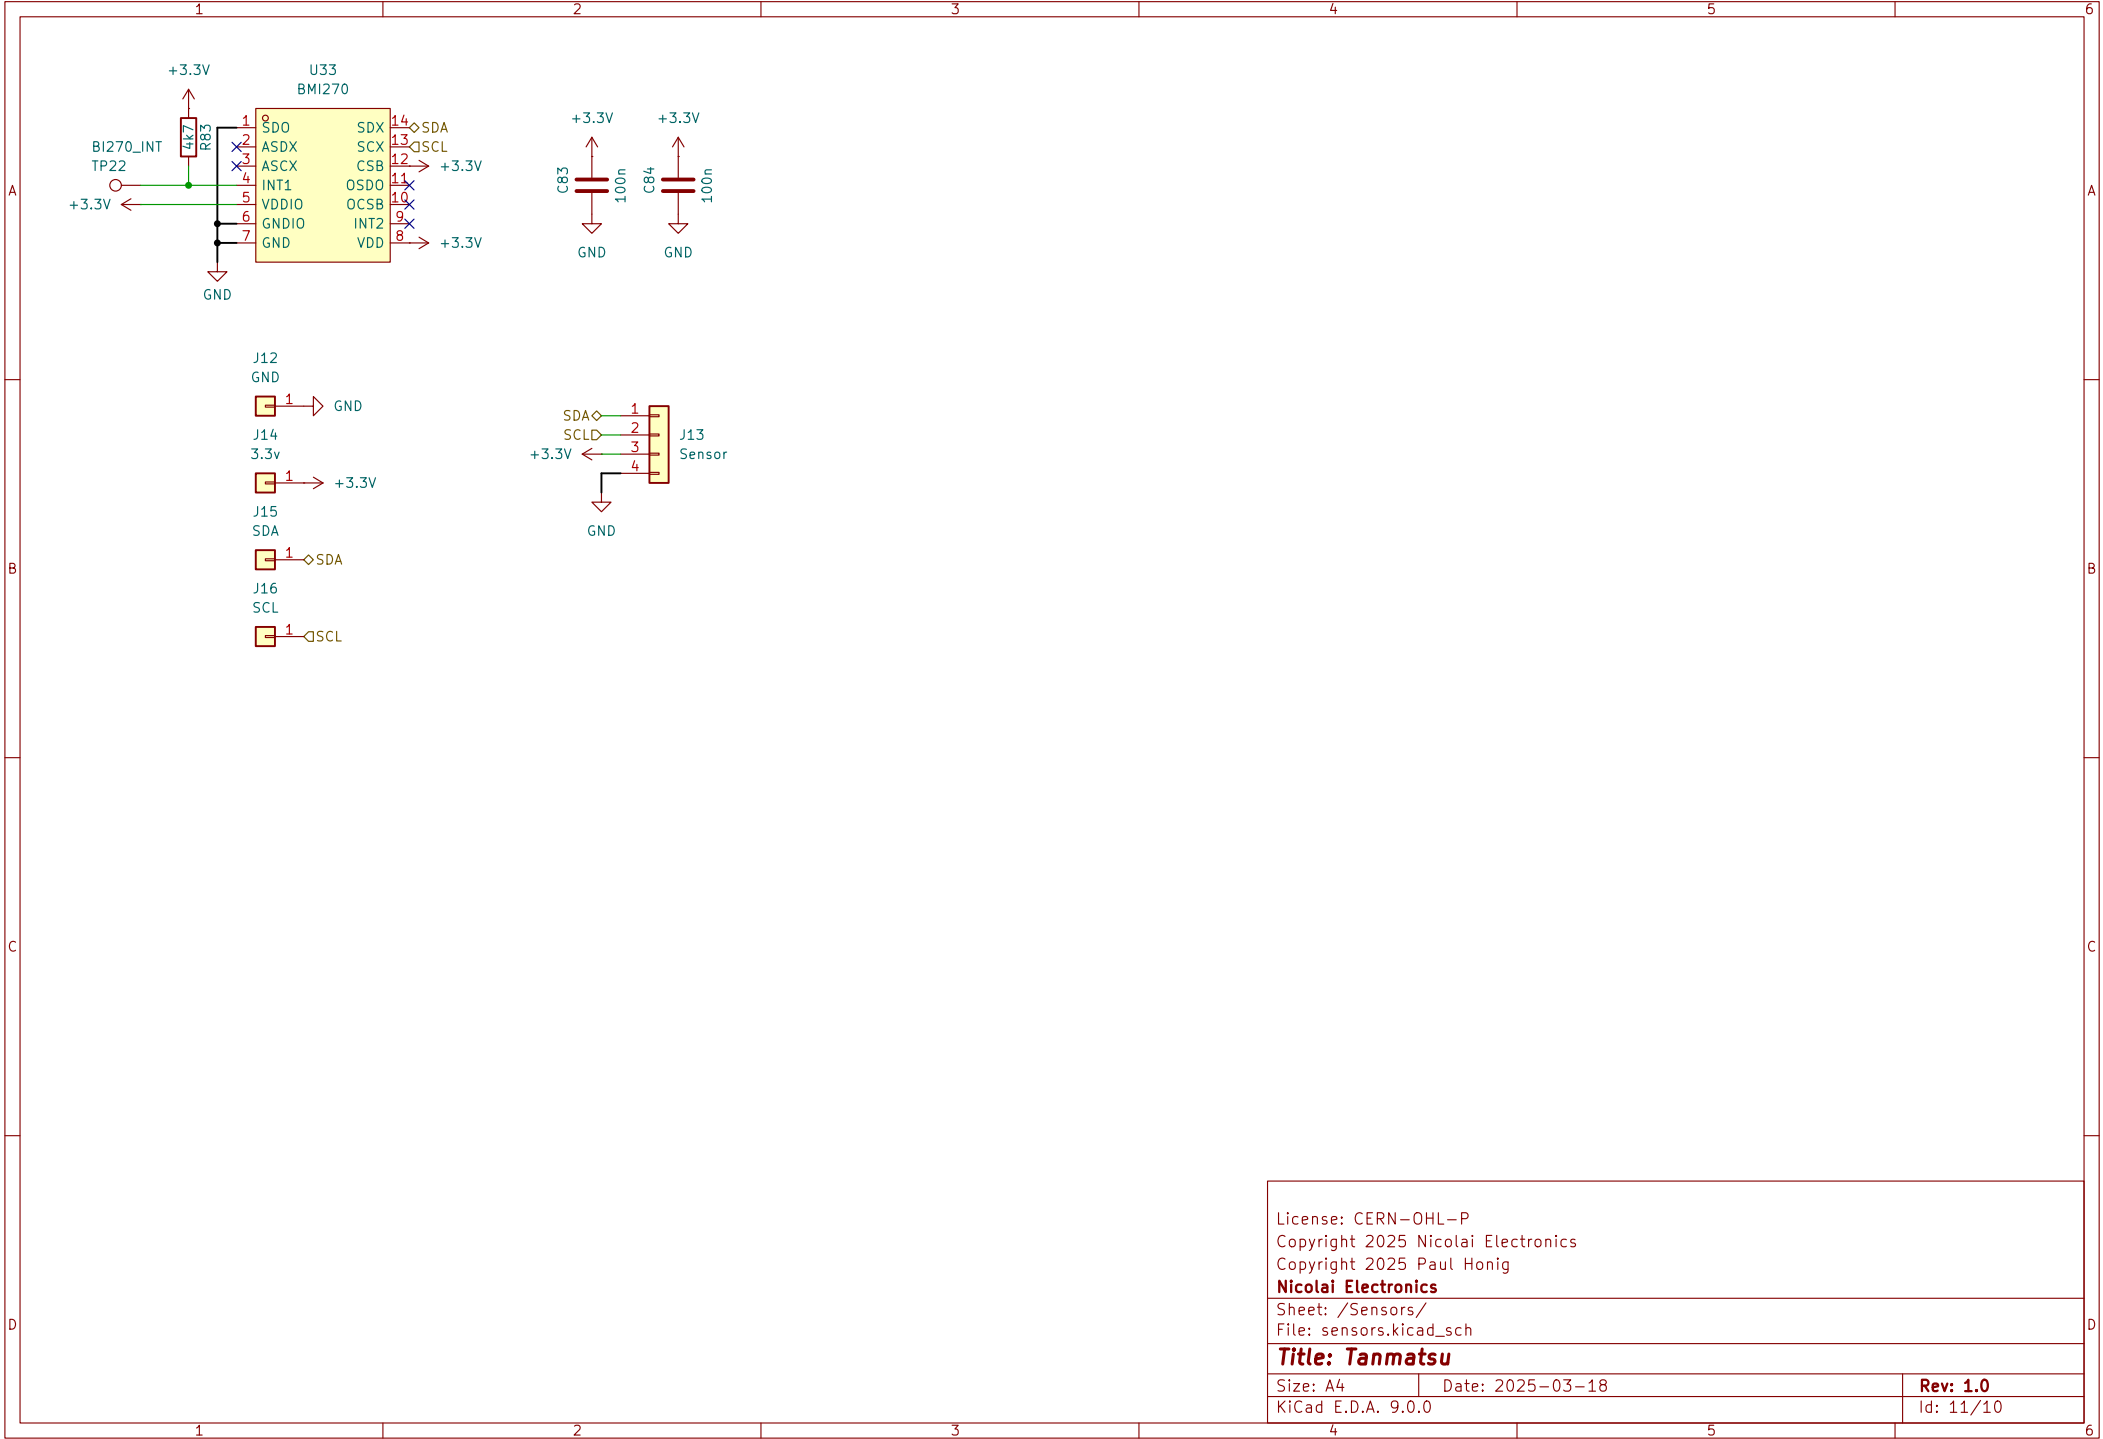 1 2 3 4 5 6
A A
B B
C C
D D
+3.3V
4k7
R83
BI270_INT
TP22
+3.3V
GND
U33
BMI270
1 SDO
2 ASDX
3 ASCX
4 INT1
5 VDDIO
6 GNDIO
7 GND
SDX 14 SDA
SCX 13 SCL
CSB 12 +3.3V
OSDO 11
OCSB 10
INT2 9
VDD 8 +3.3V
+3.3V
C83
100n
GND
+3.3V
C84
100n
GND
J12
GND
1 GND
J14
3.3v
1 +3.3V
J15
SDA
1 SDA
J16
SCL
1 SCL
SDA 1
SCL 2
+3.3V 3
4
GND
J13
Sensor
License: CERN-OHL-P
Copyright 2025 Nicolai Electronics
Copyright 2025 Paul Honig
Nicolai Electronics
Sheet: /Sensors/
File: sensors.kicad_sch
Title: Tanmatsu
Size: A4 Date: 2025-03-18 Rev: 1.0
KiCad E.D.A. 9.0.0 Id: 11/10
1 2 3 4 5 6